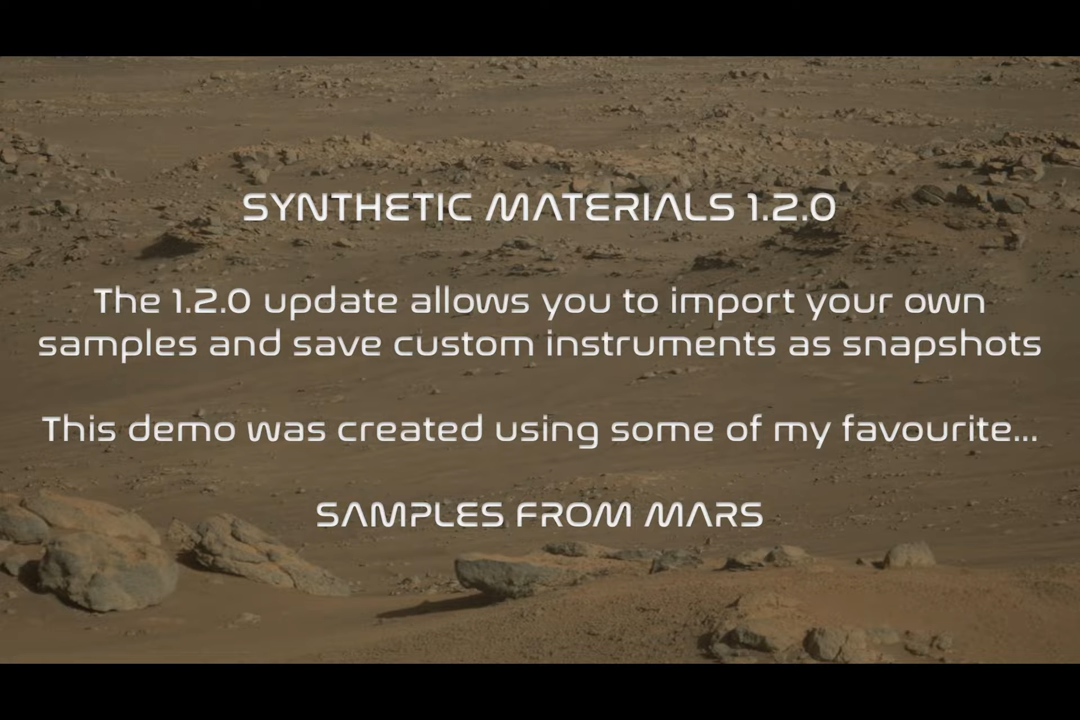 SYNTHETIC MATERIALS 1.2.0
The 1.2.0 update allows you to import your own
samples and save custom instruments as snapshots
This demo was created using some of my favourite...
SAMPLES FROM MARS